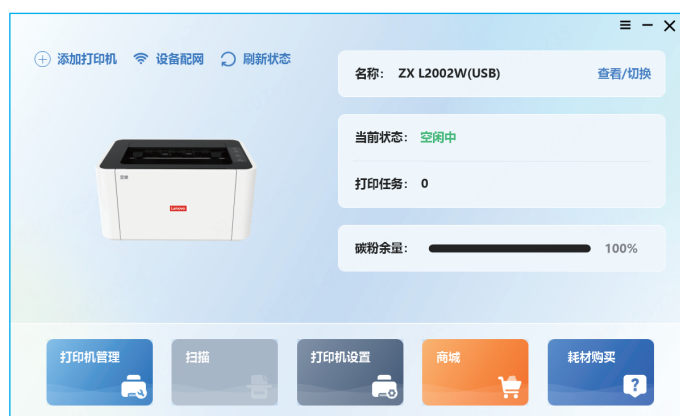 添加打印机 设备配网 刷新状态
名称： ZX L2002W(USB) 查看/切换
当前状态： 空闲中
打印任务： 0
Lenovo
碳粉余量： 100%
打印机管理 扫描 打印机设置 商城 耗材购买